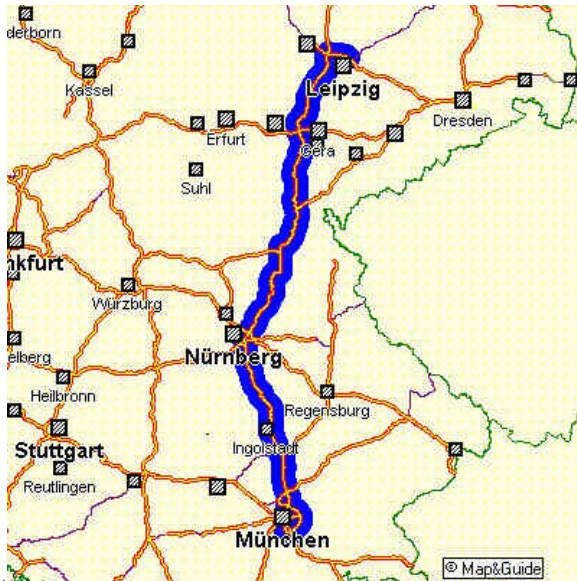 derborn
Kassel
Leipzig
Dresden
Erfurt
Gera
Suhl
nkfurt
Würzburg
Nürnberg
elberg
Heilbronn
Regensburg
Stuttgart
Ingolstadt
Reutlingen
München
© Map&Guide